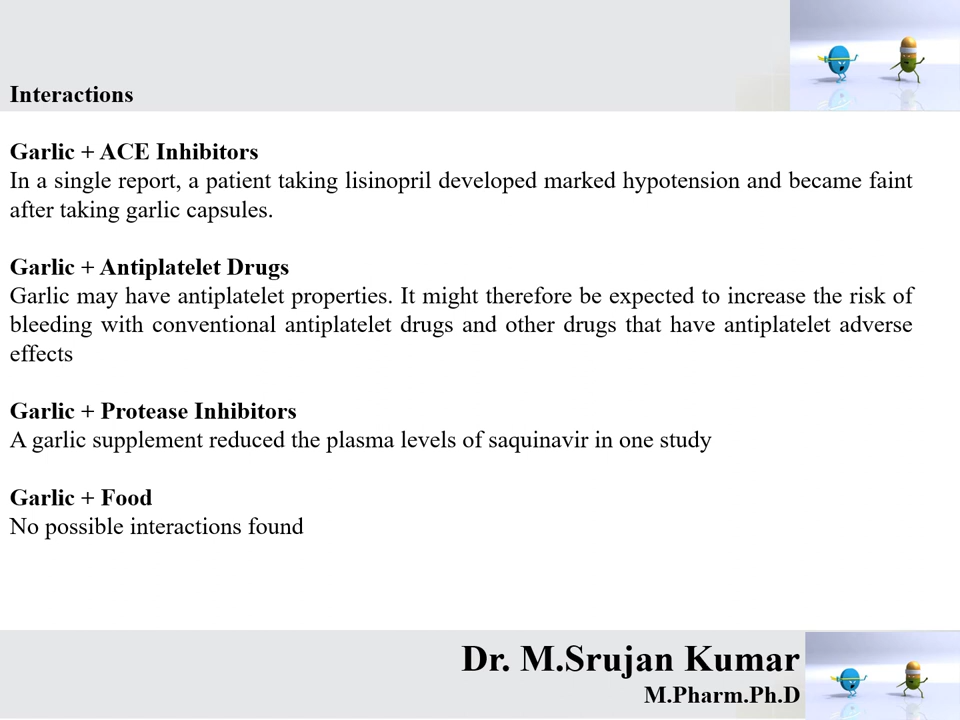 Interactions
Garlic + ACE Inhibitors
In a single report, a patient taking lisinopril developed marked hypotension and became faint
after taking garlic capsules.
Garlic + Antiplatelet Drugs
Garlic may have antiplatelet properties. It might therefore be expected to increase the risk of
bleeding with conventional antiplatelet drugs and other drugs that have antiplatelet adverse
effects
Garlic + Protease Inhibitors
A garlic supplement reduced the plasma levels of saquinavir in one study
Garlic + Food
No possible interactions found
Dr. M.Srujan Kumar
M.Pharm.Ph.D